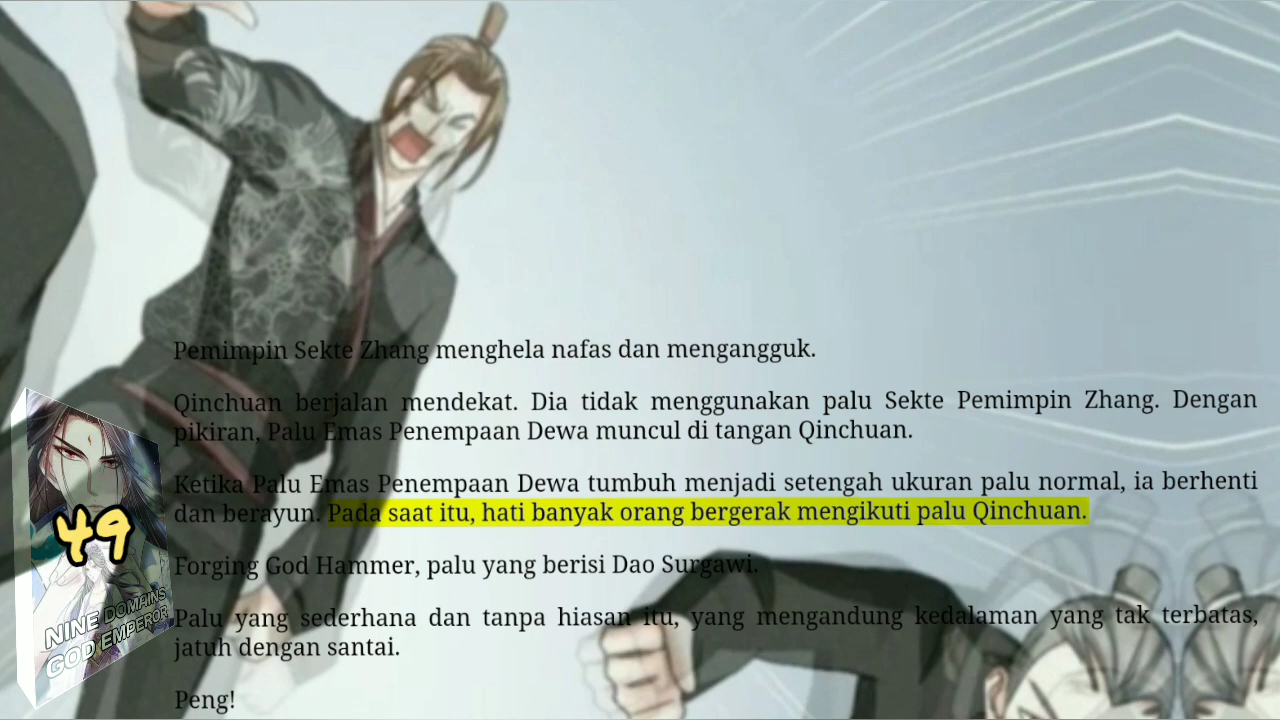 Pemimpin Sekte Zhang menghela nafas dan mengangguk.
Qinchuan berjalan mendekat. Dia tidak menggunakan palu Sekte Pemimpin Zhang. Dengan
pikiran, Palu Emas Penempaan Dewa muncul di tangan Qinchuan.
Ketika Palu Emas Penempaan Dewa tumbuh menjadi setengah ukuran palu normal, ia berhenti
dan berayun. Pada saat itu, hati banyak orang bergerak mengikuti palu Qinchuan.
Forging God Hammer, palu yang berisi Dao Surgawi.
Palu yang sederhana dan tanpa hiasan itu, yang mengandung kedalaman yang tak terbatas,
jatuh dengan santai.
Peng!
49
NINE DOMAINS
GOD EMPEROR